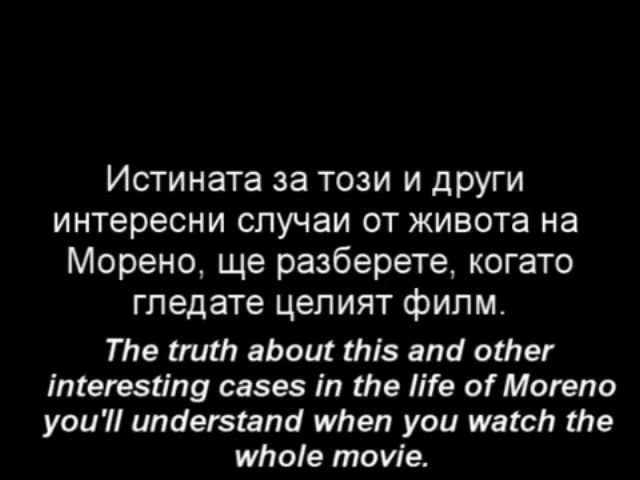 Истината за този и други
интересни случаи от живота на
Морено, ще разберете, когато
гледате целият филм.
The truth about this and other
interesting cases in the life of Moreno
you'll understand when you watch the
whole movie.